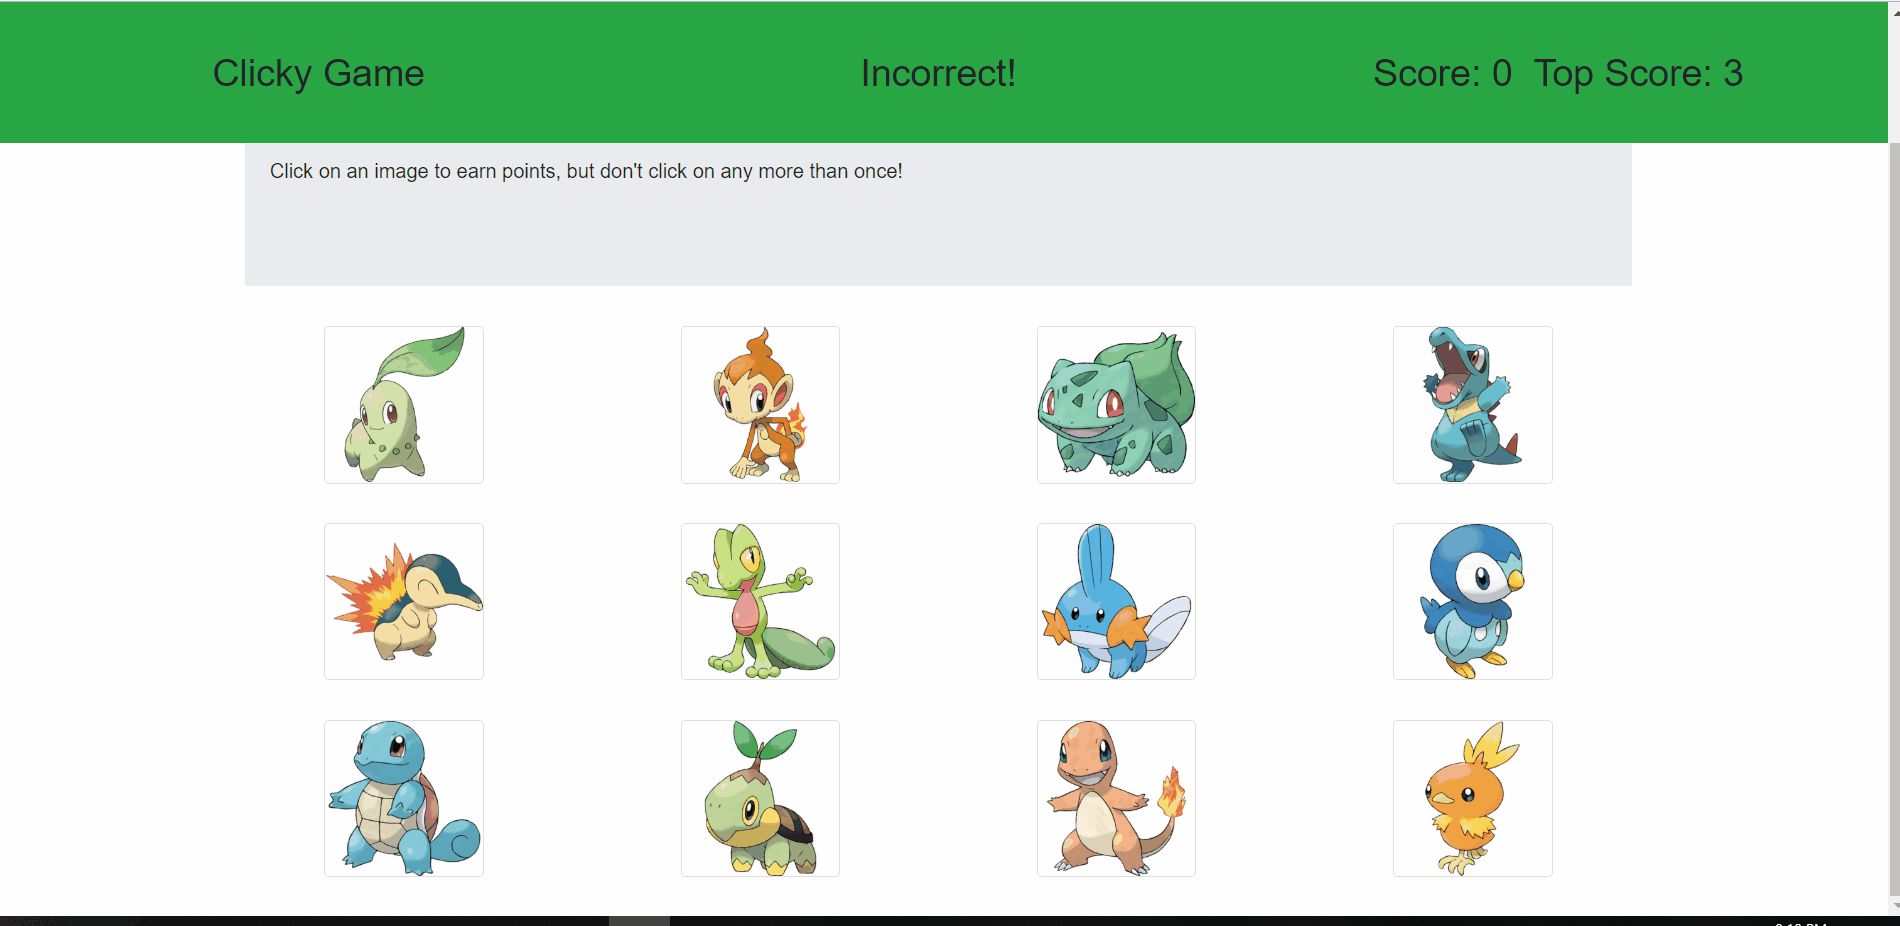 Clicky Game
Incorrect!
Score: 0 Top Score: 3
Click on an image to earn points, but don't click on any more than once!